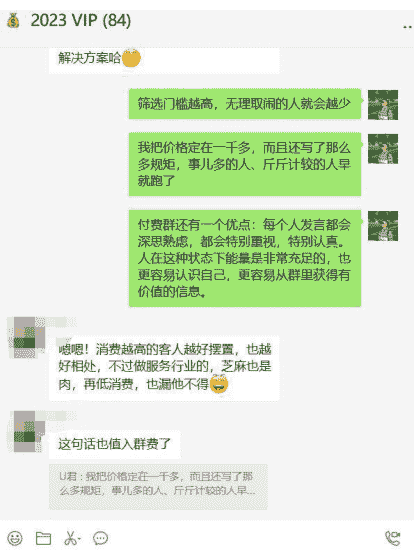 2023 VIP (84)
解决方案哈
筛选门槛越高，无理取闹的人就会越少
我把价格定在一千多，而且还写了那么
多规矩，事儿多的人、斤斤计较的人早
就跑了
付费群还有一个优点：每个人发言都会
深思熟虑，都会特别重视，特别认真。
人在这种状态下能量是非常充足的，也
更容易认识自己，更容易从群里获得有
价值的信息。
嗯嗯！消费越高的客人越好摆置，也越
好相处，不过做服务行业的，芝麻也是
肉，再低消费，也漏他不得
这句话也值入群费了
U君：我把价格定在一千多，而且还写了那
么多规矩，事儿多的人、斤斤计较的人早...